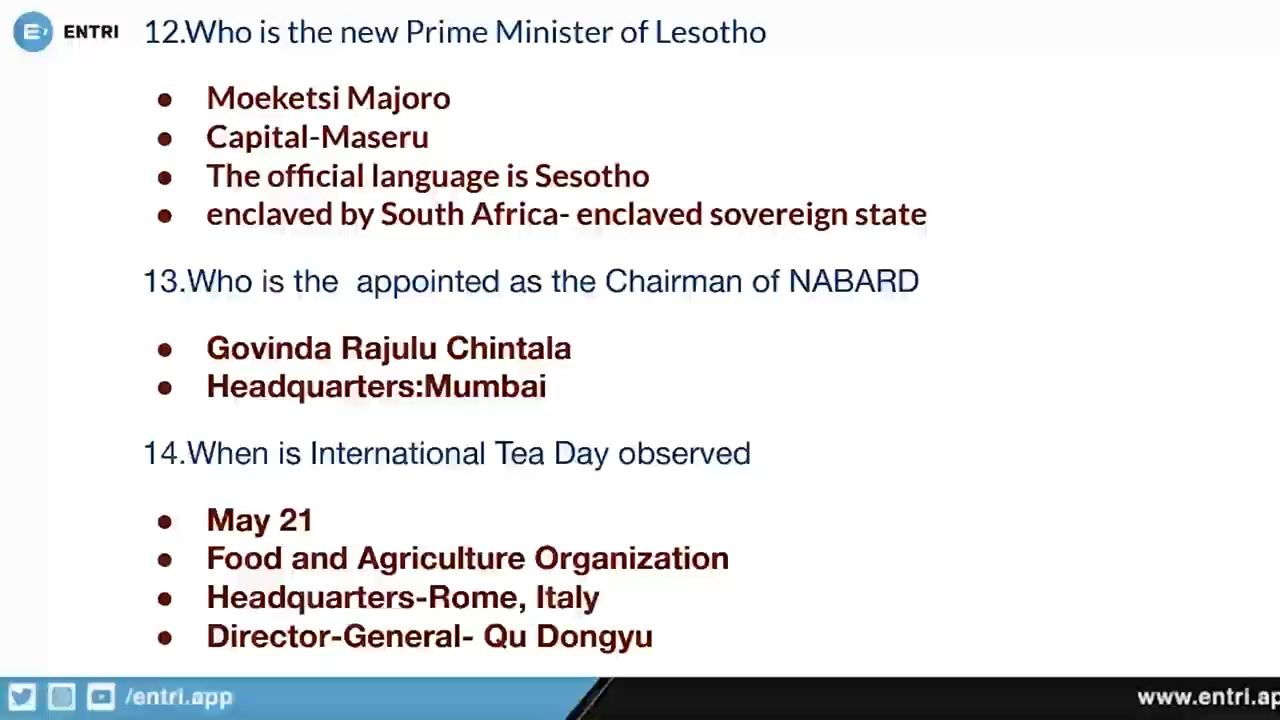 ENTRI
12.Who is the new Prime Minister of Lesotho
● Moeketsi Majoro
● Capital-Maseru
● The official language is Sesotho
● enclaved by South Africa- enclaved sovereign state
13.Who is the appointed as the Chairman of NABARD
● Govinda Rajulu Chintala
● Headquarters:Mumbai
14.When is International Tea Day observed
● May 21
● Food and Agriculture Organization
● Headquarters-Rome, Italy
● Director-General- Qu Dongyu
/entri.app
www.entri.ap